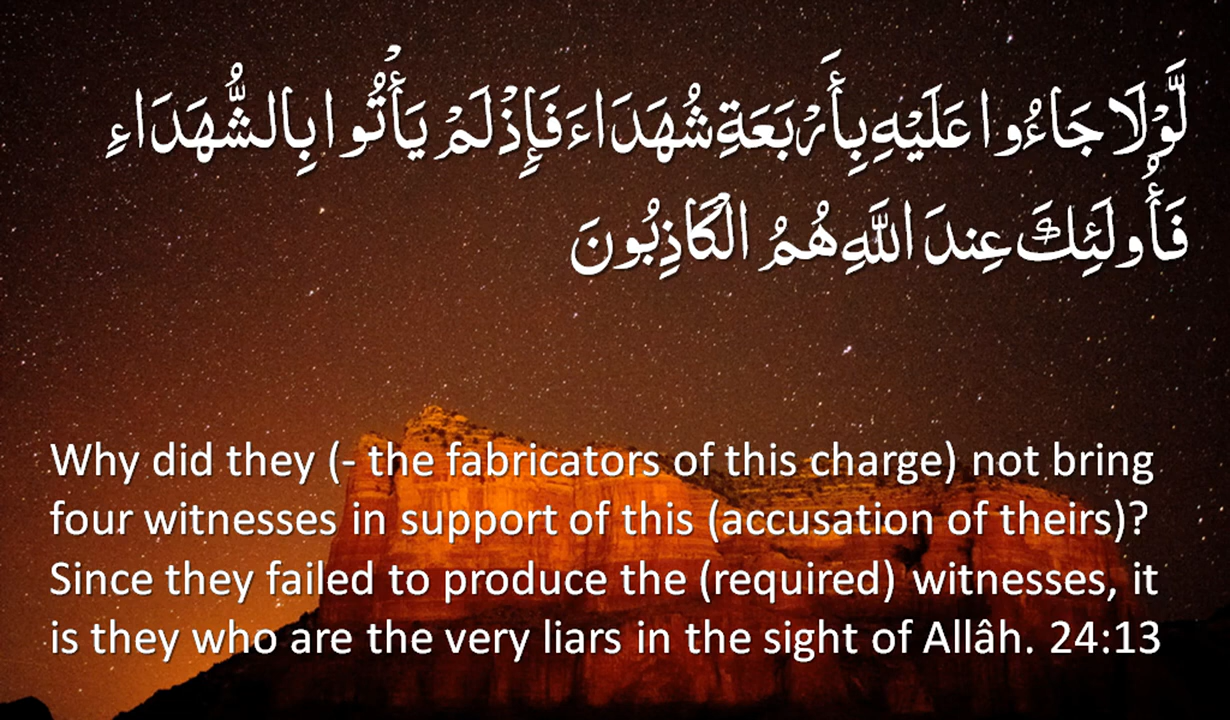 لَّوْلَا جَاءُوا عَلَيْهِ بِأَرْبَعَةِ شُهَدَاءَ فَإِذْ لَمْ يَأْتُوا بِالشُّهَدَاءِ
فَأُولَئِكَ عِندَ اللَّهِ هُمُ الْكَاذِبُونَ
Why did they (- the fabricators of this charge) not bring
four witnesses in support of this (accusation of theirs)?
Since they failed to produce the (required) witnesses, it
is they who are the very liars in the sight of Allâh. 24:13